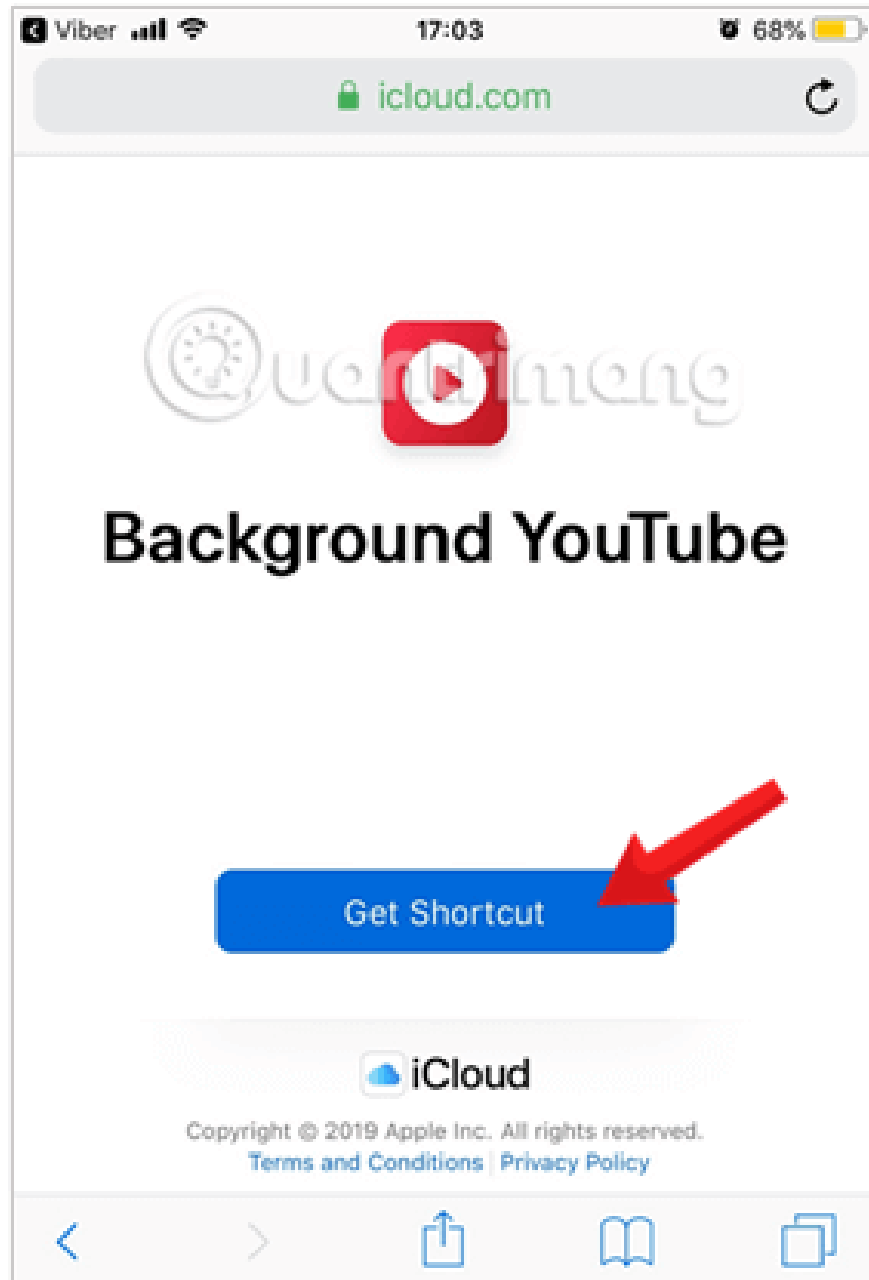 Viber 17:03 68%
icloud.com
Quantrimang
Background YouTube
Get Shortcut
iCloud
Copyright © 2019 Apple Inc. All rights reserved.
Terms and Conditions | Privacy Policy